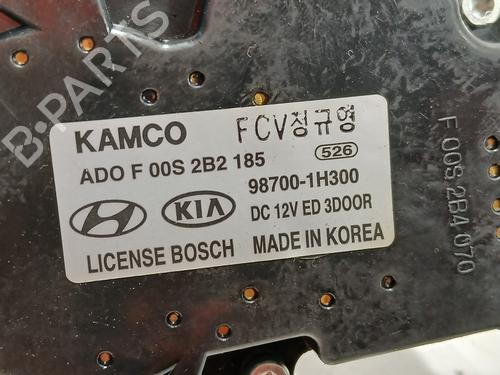 B-PARTS
KAMCO FCV정규영
ADO F 00S 2B2 185 526
98700-1H300
KIA DC 12V ED 3DOOR
LICENSE BOSCH MADE IN KOREA
F 00S 2B4 070